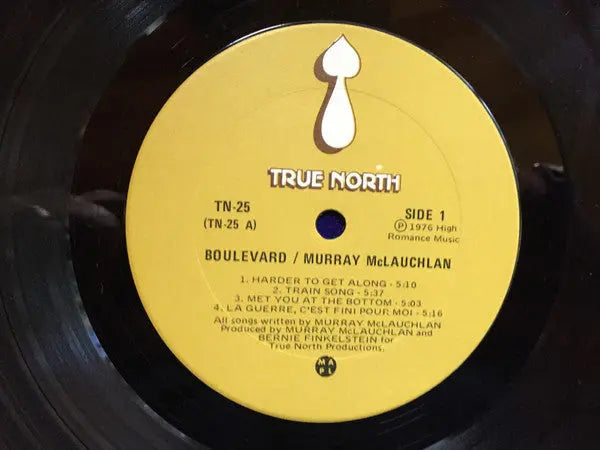 TRUE NORTH
TN-25
(TN-25 A)
SIDE 1
Ⓟ 1976 High
Romance Music
BOULEVARD / MURRAY McLAUCHLAN
1. HARDER TO GET ALONG - 5:10
2. TRAIN SONG - 5:37
3. MET YOU AT THE BOTTOM - 5:03
4. LA GUERRE, C'EST FINI POUR MOI - 5:16
All songs written by MURRAY McLAUCHLAN
Produced by MURRAY McLAUCHLAN and
BERNIE FINKELSTEIN for
True North Productions.
M A
P L